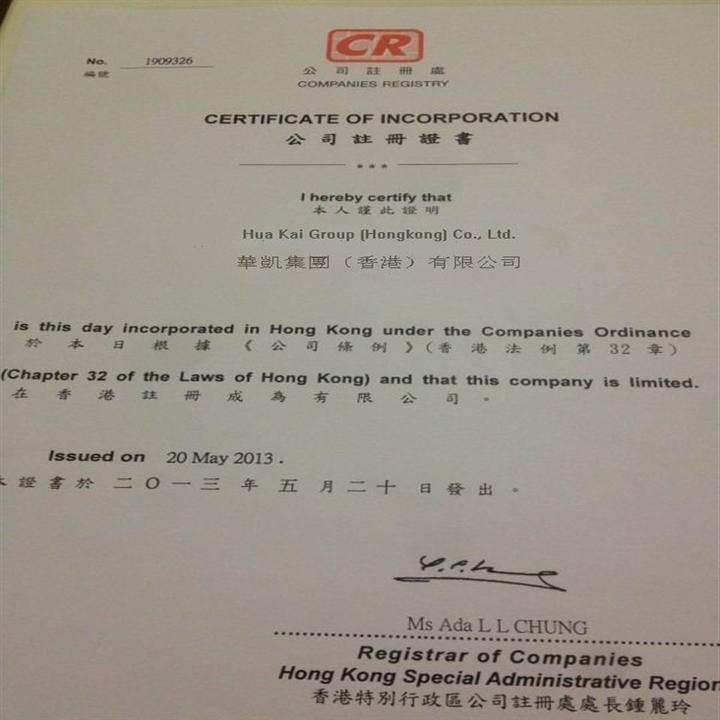 No. 1909326
編號
CR
公司註冊處
COMPANIES REGISTRY
CERTIFICATE OF INCORPORATION
公司註冊證書
* * *
I hereby certify that
本人謹此證明
Hua Kai Group (Hongkong) Co., Ltd.
華凱集團（香港）有限公司
is this day incorporated in Hong Kong under the Companies Ordinance
於本日根據《公司條例》(香港法例第32章)
(Chapter 32 of the Laws of Hong Kong) and that this company is limited.
在香港註冊成為有限公司。
Issued on 20 May 2013 .
本證書於二O一三年五月二十日發出。
Ms Ada L L CHUNG
Registrar of Companies
Hong Kong Special Administrative Region
香港特別行政區公司註冊處處長鍾麗玲